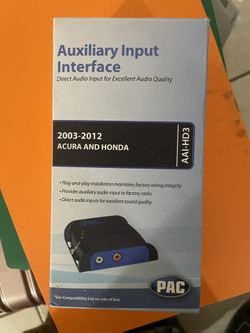 Auxiliary Input
Interface
Direct Audio Input for Excellent Audio Quality
2003-2012
ACURA AND HONDA
AAI-HD3
• Plug-and-play installation maintains factory wiring integrity
• Provides auxiliary audio input to factory radio
• Direct audio inputs for excellent sound quality
PAC
*See Compatibility List on side of box